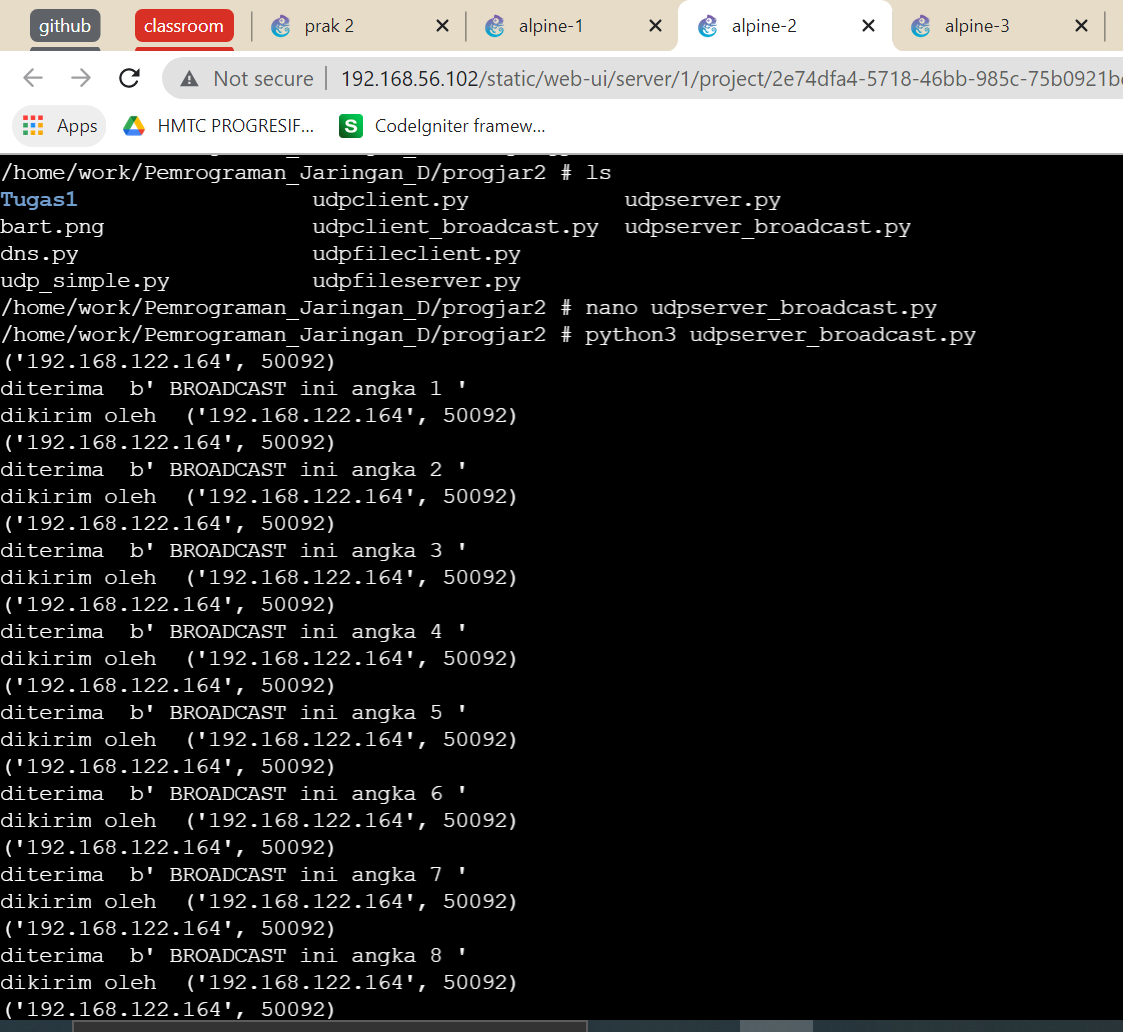 github classroom prak 2 alpine-1 alpine-2 alpine-3
Not secure 192.168.56.102/static/web-ui/server/1/project/2e74dfa4-5718-46bb-985c-75b0921b
Apps HMTC PROGRESIF... CodeIgniter framew...
/home/work/Pemrograman_Jaringan_D/progjar2 # ls
Tugas1 udpclient.py udpserver.py
bart.png udpclient_broadcast.py udpserver_broadcast.py
dns.py udpfileclient.py
udp_simple.py udpfileserver.py
/home/work/Pemrograman_Jaringan_D/progjar2 # nano udpserver_broadcast.py
/home/work/Pemrograman_Jaringan_D/progjar2 # python3 udpserver_broadcast.py
('192.168.122.164', 50092)
diterima  b' BROADCAST ini angka 1 '
dikirim oleh  ('192.168.122.164', 50092)
('192.168.122.164', 50092)
diterima  b' BROADCAST ini angka 2 '
dikirim oleh  ('192.168.122.164', 50092)
('192.168.122.164', 50092)
diterima  b' BROADCAST ini angka 3 '
dikirim oleh  ('192.168.122.164', 50092)
('192.168.122.164', 50092)
diterima  b' BROADCAST ini angka 4 '
dikirim oleh  ('192.168.122.164', 50092)
('192.168.122.164', 50092)
diterima  b' BROADCAST ini angka 5 '
dikirim oleh  ('192.168.122.164', 50092)
('192.168.122.164', 50092)
diterima  b' BROADCAST ini angka 6 '
dikirim oleh  ('192.168.122.164', 50092)
('192.168.122.164', 50092)
diterima  b' BROADCAST ini angka 7 '
dikirim oleh  ('192.168.122.164', 50092)
('192.168.122.164', 50092)
diterima  b' BROADCAST ini angka 8 '
dikirim oleh  ('192.168.122.164', 50092)
('192.168.122.164', 50092)